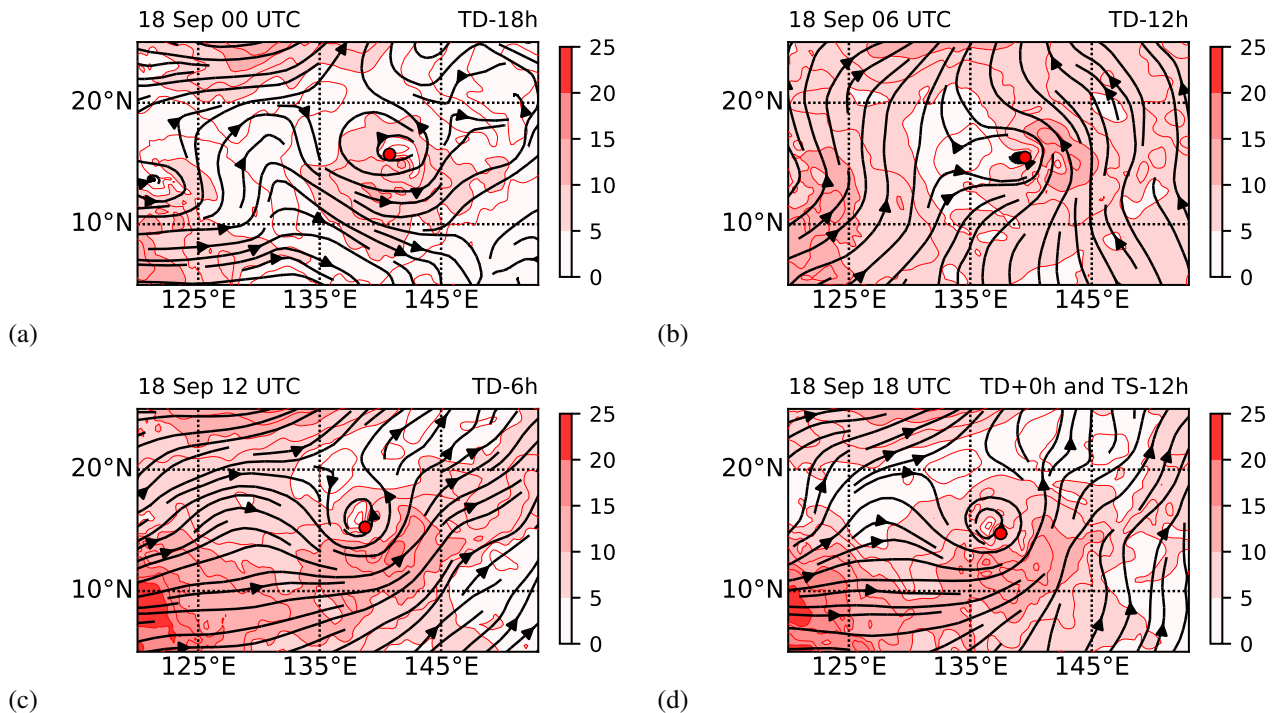 18 Sep 00 UTC TD-18h
20°N
10°N
125°E 135°E 145°E
25
20
15
10
5
0
(a)
18 Sep 06 UTC TD-12h
20°N
10°N
125°E 135°E 145°E
25
20
15
10
5
0
(b)
18 Sep 12 UTC TD-6h
20°N
10°N
125°E 135°E 145°E
25
20
15
10
5
0
(c)
18 Sep 18 UTC TD+0h and TS-12h
20°N
10°N
125°E 135°E 145°E
25
20
15
10
5
0
(d)